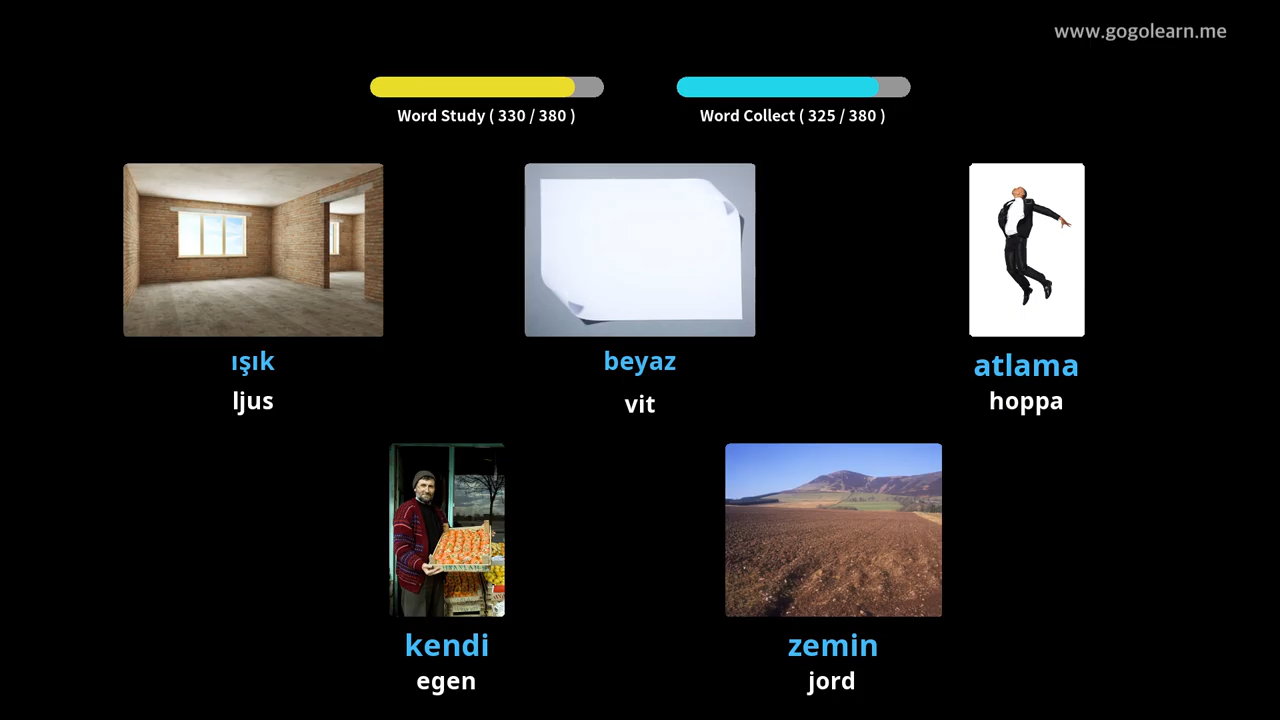 www.gogolearn.me
Word Study ( 330 / 380 )
Word Collect ( 325 / 380 )
ışık
ljus
beyaz
vit
atlama
hoppa
kendi
egen
zemin
jord